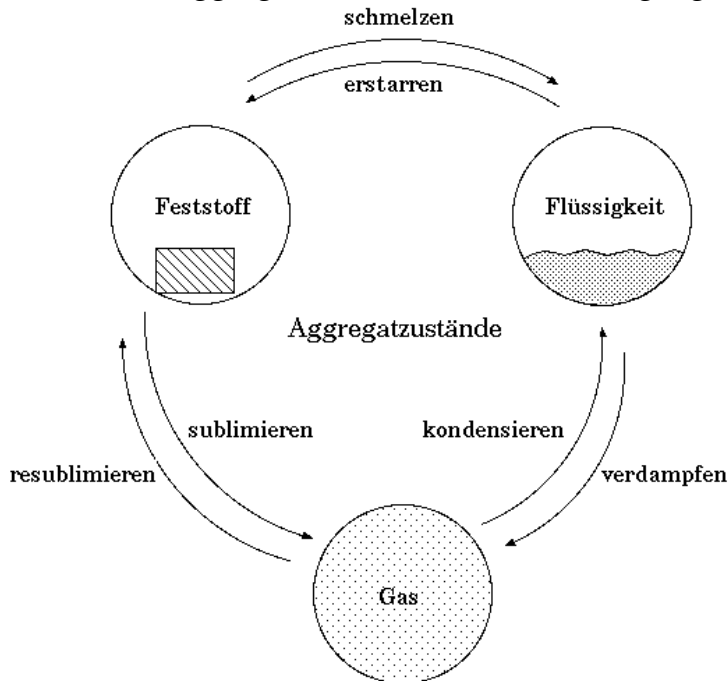 schmelzen
erstarren
Feststoff
Flüssigkeit
Aggregatzustände
sublimieren
kondensieren
resublimieren
verdampfen
Gas